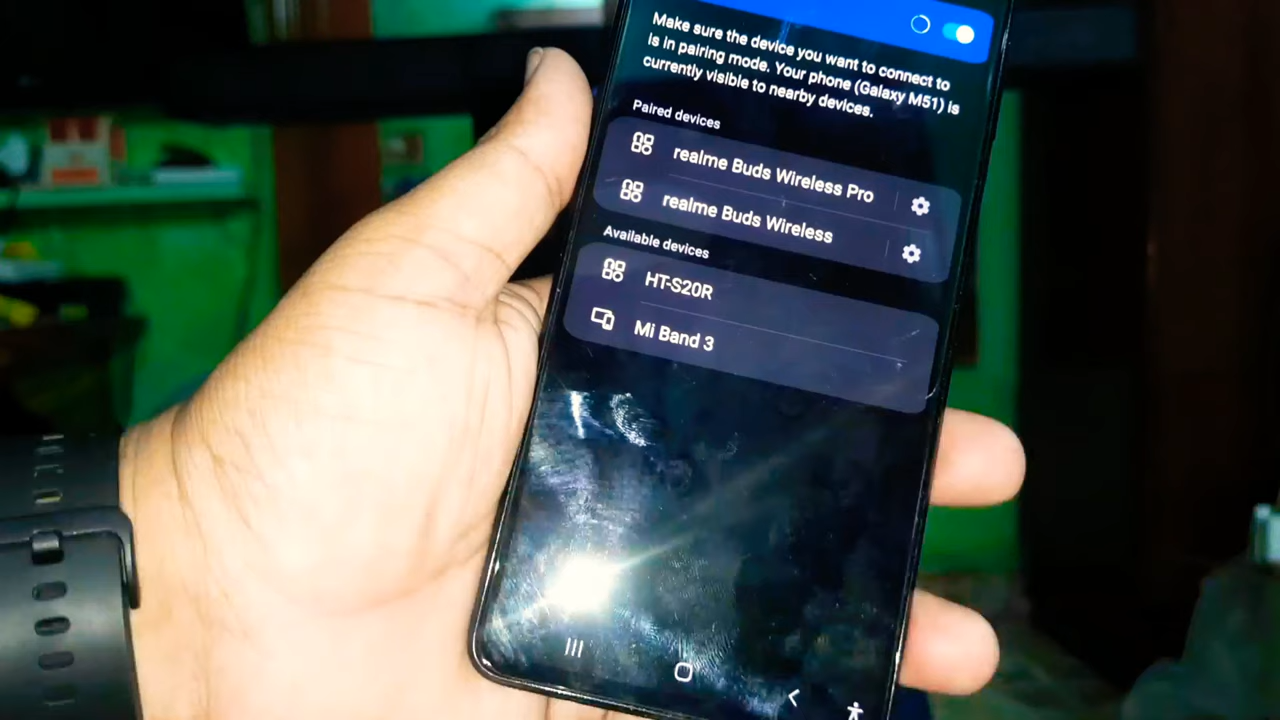 Make sure the device you want to connect to
is in pairing mode. Your phone (Galaxy M51) is
currently visible to nearby devices.
Paired devices
realme Buds Wireless Pro
realme Buds Wireless
Available devices
HT-S20R
Mi Band 3